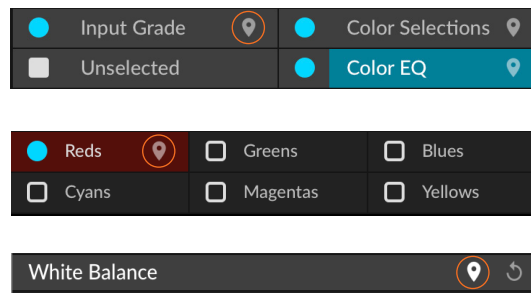 Input Grade Color Selections
Unselected Color EQ
Reds Greens Blues
Cyans Magentas Yellows
White Balance